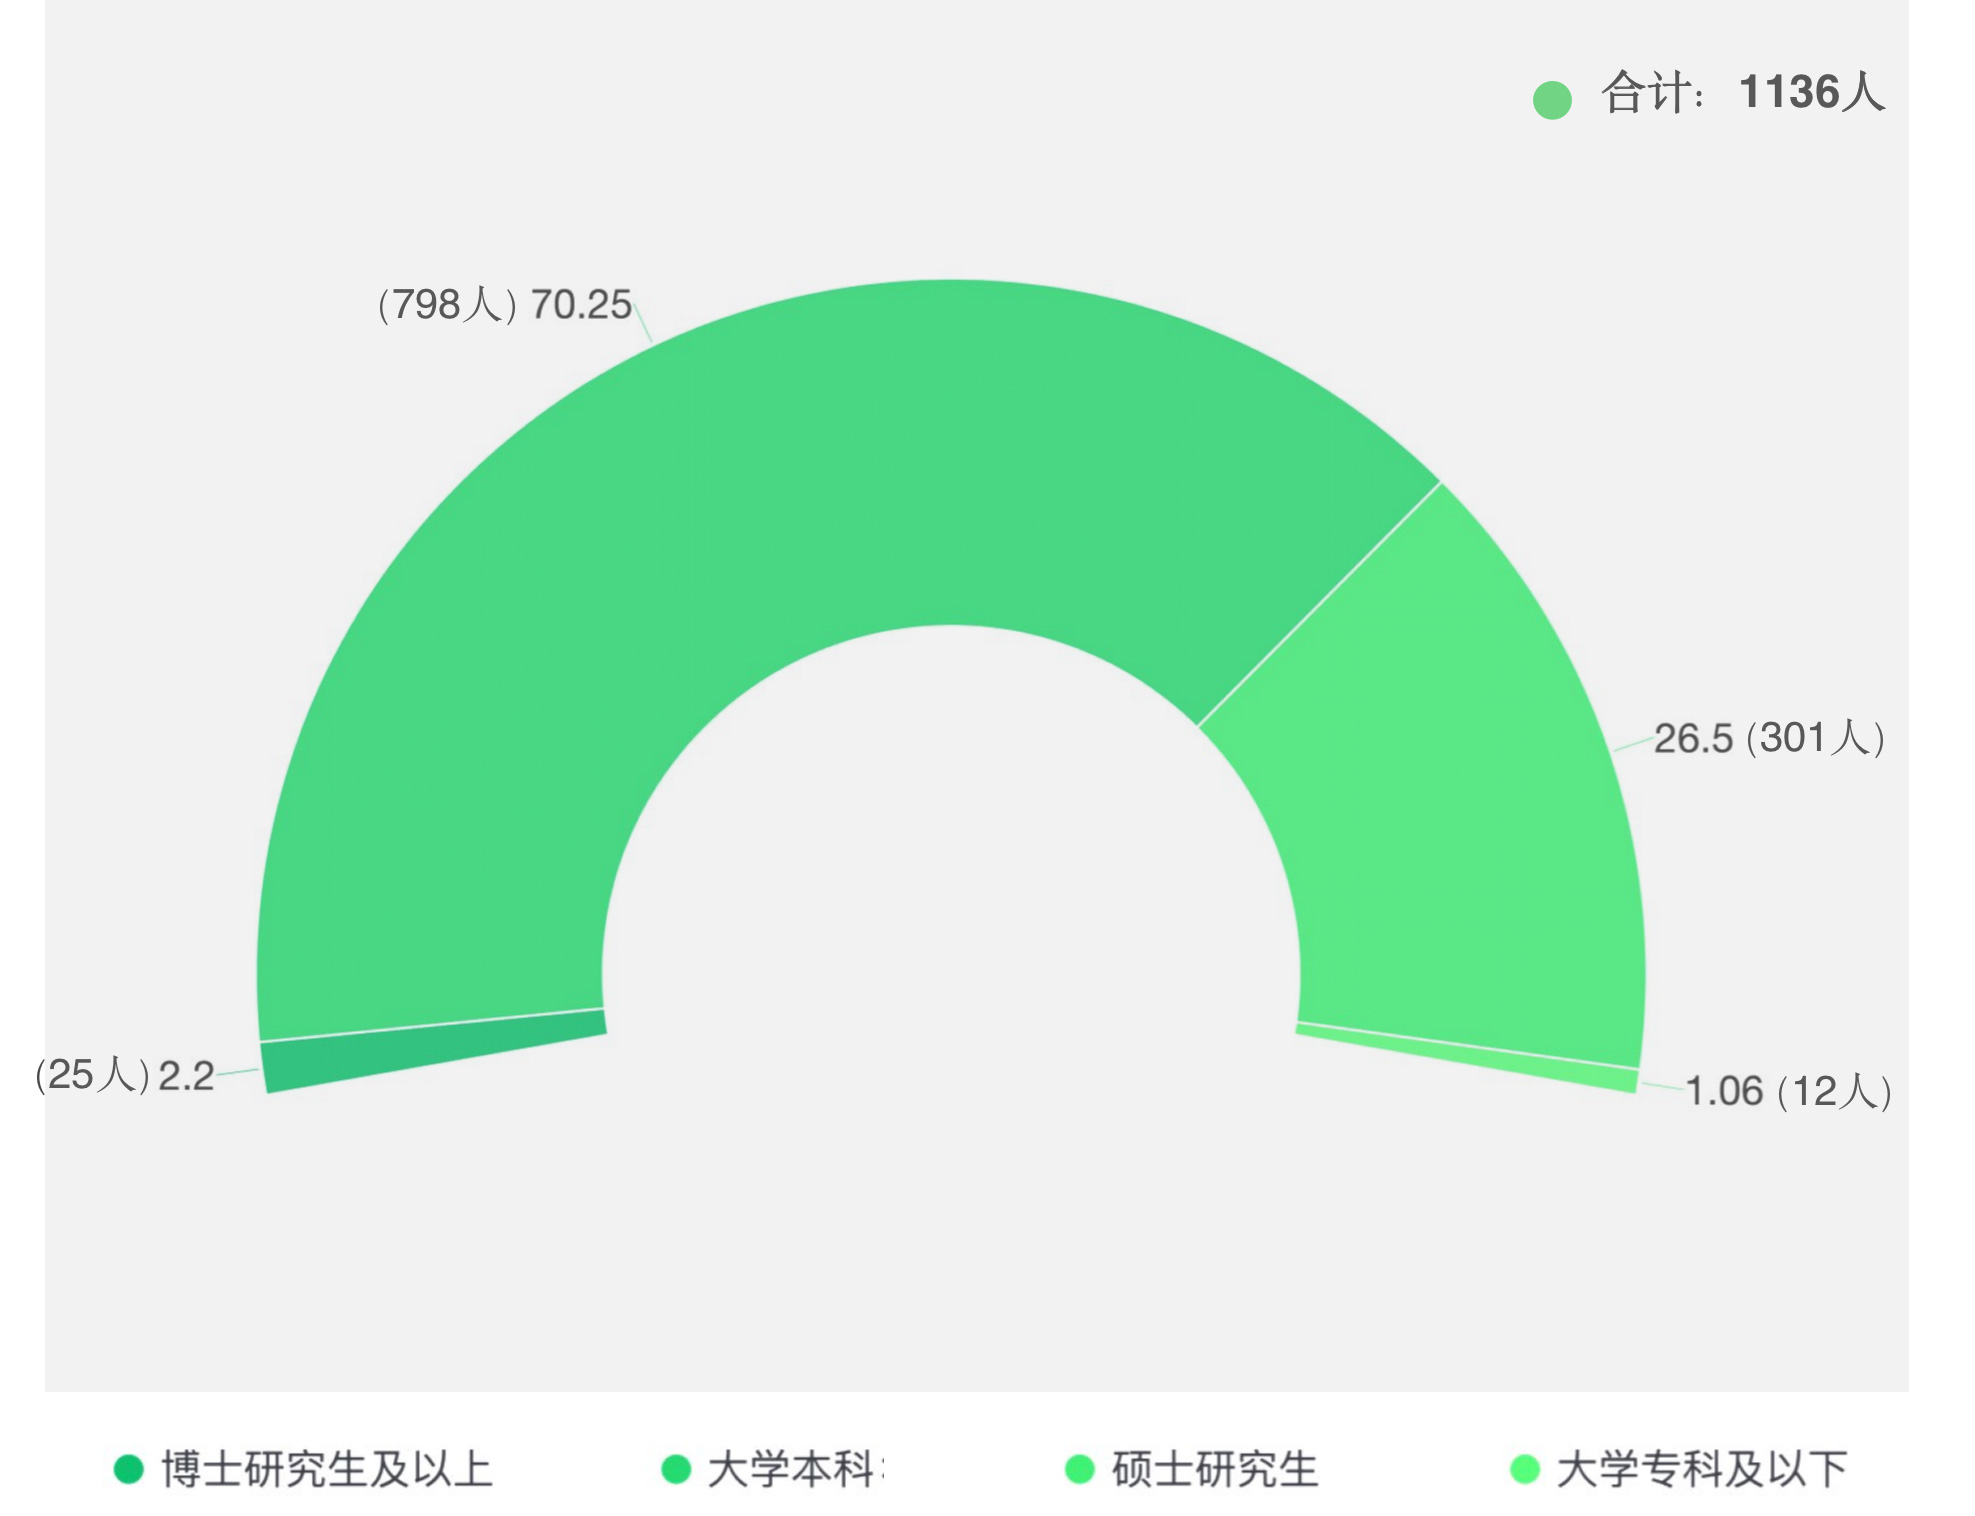 合计：1136人
(798人) 70.25
26.5 (301人)
(25人) 2.2
1.06 (12人)
博士研究生及以上
大学本科
硕士研究生
大学专科及以下